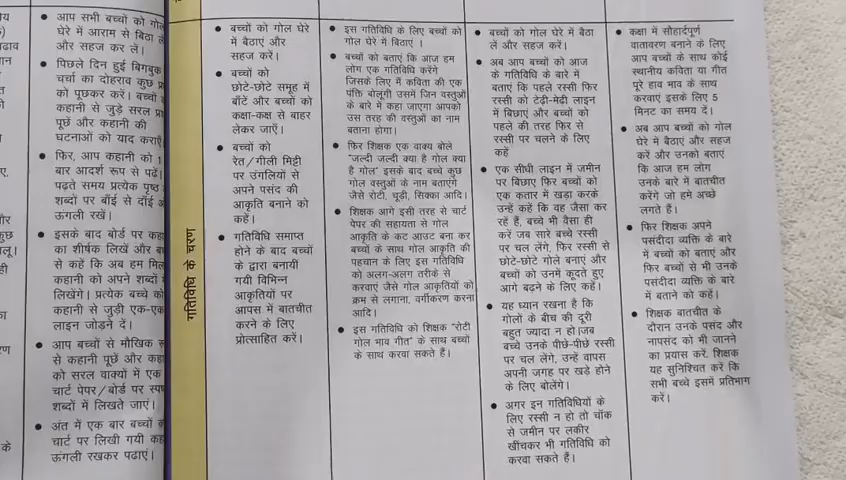 आप सभी बच्चों को गोल
घेरे में आराम से बिठा
और सहज कर लें।
पिछले दिन हुई बिगबुक
चर्चा का दोहराव कुछ
को पूछकर करें। बच्चों
कहानी से जुड़े सरल
पूछें और कहानी की
घटनाओं को याद कराएँ
फिर, आप कहानी को 1
बार आदर्श रूप से पढ़ें।
पढ़ते समय प्रत्येक पृष्ठ
शब्दों पर बाँई से दाँई
ऊंगली रखें।
इसके बाद बोर्ड पर
का शीर्षक लिखें और
से कहें कि अब हम
कहानी को अपने शब्दों
लिखेंगे। प्रत्येक बच्चे को
कहानी से जुड़ी एक-एक
लाइन जोड़ने दें।
आप बच्चों से मौखिक
से कहानी पूछें और
को सरल वाक्यों में एक
चार्ट पेपर/बोर्ड पर
शब्दों में लिखते जाएं।
अंत में एक बार बच्चों
चार्ट पर लिखी गयी
ऊंगली रखकर पढाएं।
गतिविधि के चरण
बच्चों को गोल घेरे
में बैठाएं और
सहज करें।
बच्चों को
छोटे-छोटे समूह में
बाँटें और बच्चों को
कक्षा-कक्ष से बाहर
लेकर जाएँ।
बच्चों को
रेत/गीली मिट्टी
पर उंगलियों से
अपने पसंद की
आकृति बनाने को
कहें।
गतिविधि समाप्त
होने के बाद बच्चों
के द्वारा बनायीं
गयी विभिन्न
आकृतियों पर
आपस में बातचीत
करने के लिए
प्रोत्साहित करें।
इस गतिविधि के लिए बच्चों को
गोल घेरे में बिठाएं ।
बच्चों को बताएं कि आज हम
लोग एक गतिविधि करेंगे
जिसके लिए मैं कविता की एक
पंक्ति बोलूगी उसमें जिन वस्तुओं
के बारे में कहा जाएगा आपको
उस तरह की वस्तुओं का नाम
बताना होगा।
फिर शिक्षक एक वाक्य बोले
"जल्दी जल्दी क्या है गोल क्या
है गोल" इसके बाद बच्चे कुछ
गोल वस्तुओं के नाम बताएंगे
जैसे रोटी, चूड़ी, सिक्का आदि।
शिक्षक आगे इसी तरह से चार्ट
पेपर की सहायता से गोल
आकृति के कट आउट बना कर
बच्चों के साथ गोल आकृति की
पहचान के लिए इस गतिविधि
को अलग-अलग तरीके से
करवाएं जैसे गोल आकृतियों को
क्रम से लगाना, वर्गीकरण करना
आदि।
इस गतिविधि को शिक्षक "रोटी
गोल भाव गीत" के साथ बच्चों
के साथ करवा सकते हैं।
बच्चों को गोल घेरे में बैठा
लें और सहज करें।
अब आप बच्चों को आज
के गतिविधि के बारे में
बताएं कि पहले रस्सी फिर
रस्सी को टेढ़ी-मेढ़ी लाइन
में बिछाएं और बच्चों को
पहले की तरह फिर से
रस्सी पर चलने के लिए
कहें
एक सीधी लाइन में जमीन
पर बिछाए फिर बच्चों को
एक कतार में खड़ा करके
उन्हें कहें कि वह जैसा कर
रहें हैं, बच्चे भी वैसा ही
करें जब सारे बच्चे रस्सी
पर चल लेंगे, फिर रस्सी से
छोटे-छोटे गोले बनाएं और
बच्चों को उनमें कूदते हुए
आगे बढ़ने के लिए कहें।
यह ध्यान रखना है कि
गोलों के बीच की दूरी
बहुत ज्यादा न हो।जब
बच्चे उनके पीछे-पीछे रस्सी
पर चल लेंगे, उन्हें वापस
अपनी जगह पर खडे होने
के लिए बोलेंगे।
अगर इन गतिविधियों के
लिए रस्सी न हो तो चॉक
से जमीन पर लकीर
खींचकर भी गतिविधि को
करवा सकते हैं।
कक्षा में सौहार्दपूर्ण
वातावरण बनाने के लिए
आप बच्चों के साथ कोई
स्थानीय कविता या गीत
पूरे हाव भाव के साथ
करवाएं इसके लिए 5
मिनट का समय दें।
अब आप बच्चों को गोल
घेरे में बैठाएं और सहज
करें और उनको बताएं
कि आज हम लोग
उनके बारे में बातचीत
करेंगे जो हमे अच्छे
लगते हैं।
फिर शिक्षक अपने
पसंदीदा व्यक्ति के बारे
में बच्चों को बताएं और
फिर बच्चों से भी उनके
पसंदीदा व्यक्ति के बारे
में बताने को कहें।
शिक्षक बातचीत के
दौरान उनके पसंद और
नापसंद को भी जानने
का प्रयास करें. शिक्षक
यह सुनिश्चित करें कि
सभी बच्चे इसमें प्रतिभाग
करें।